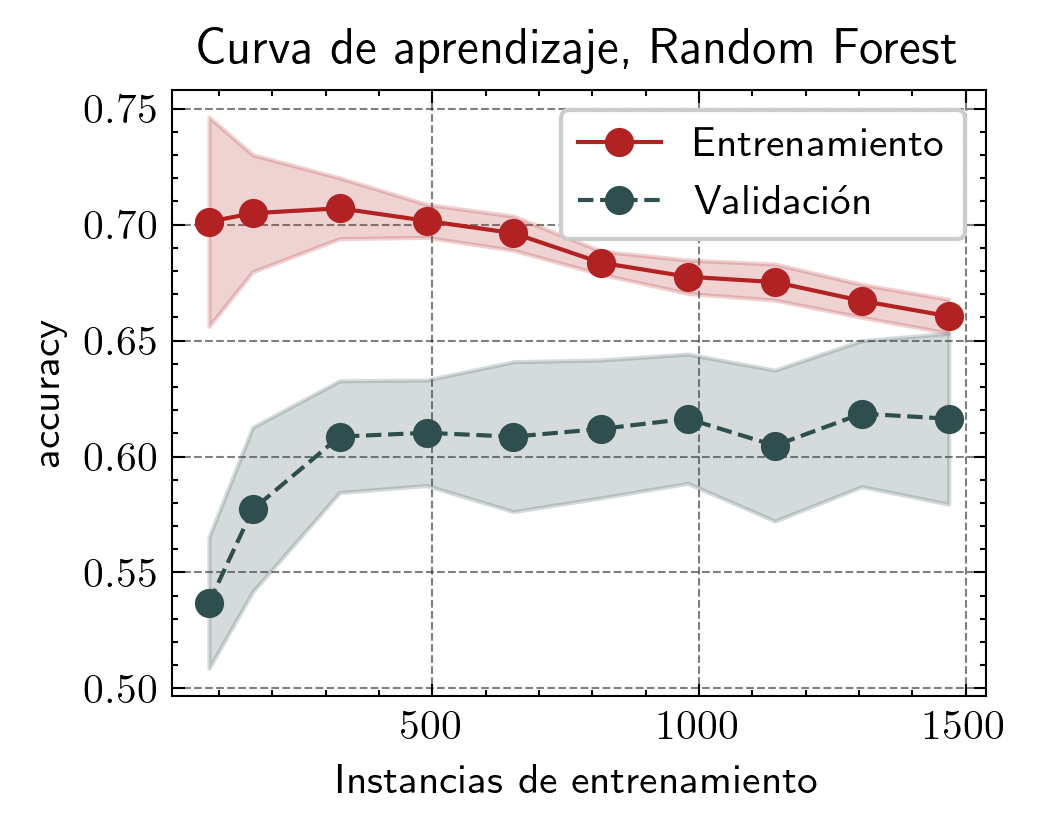 Curva de aprendizaje, Random Forest
0.75
0.70
0.65
0.60
0.55
0.50
accuracy
Entrenamiento
Validación
500
1000
1500
Instancias de entrenamiento